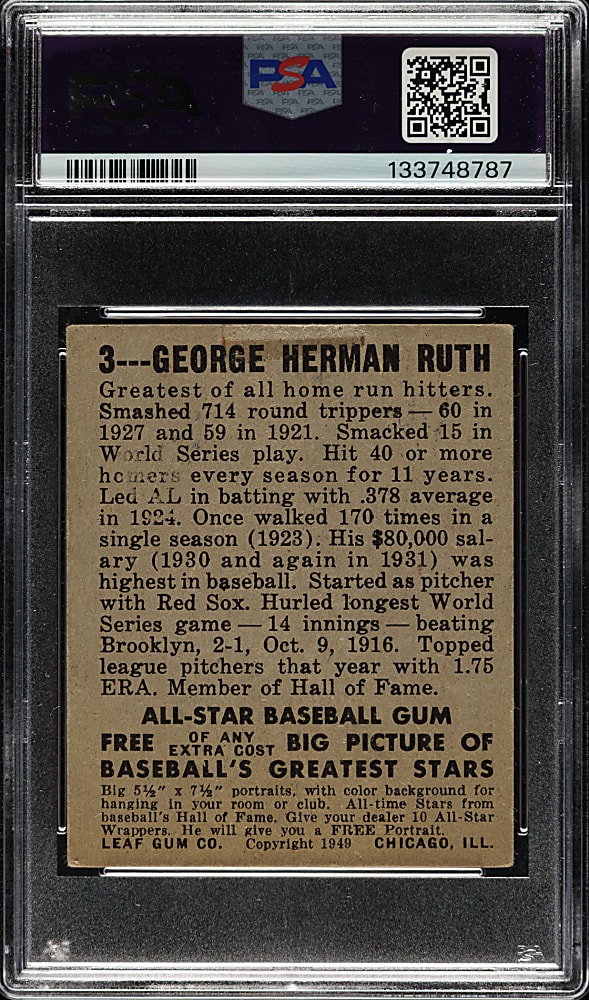 PSA
133748787
3---GEORGE HERMAN RUTH
Greatest of all home run hitters.
Smashed 714 round trippers — 60 in
1927 and 59 in 1921. Smacked 15 in
World Series play. Hit 40 or more
homers every season for 11 years.
Led AL in batting with .378 average
in 1924. Once walked 170 times in a
single season (1923). His $80,000 sal-
ary (1930 and again in 1931) was
highest in baseball. Started as pitcher
with Red Sox. Hurled longest World
Series game — 14 innings — beating
Brooklyn, 2-1, Oct. 9, 1916. Topped
league pitchers that year with 1.75
ERA. Member of Hall of Fame.
ALL-STAR BASEBALL GUM
FREE OF ANY EXTRA COST BIG PICTURE OF
BASEBALL'S GREATEST STARS
Big 5½" x 7½" portraits, with color background for
hanging in your room or club. All-time Stars from
baseball's Hall of Fame. Give your dealer 10 All-Star
Wrappers. He will give you a FREE Portrait.
LEAF GUM CO. Copyright 1949 CHICAGO, ILL.